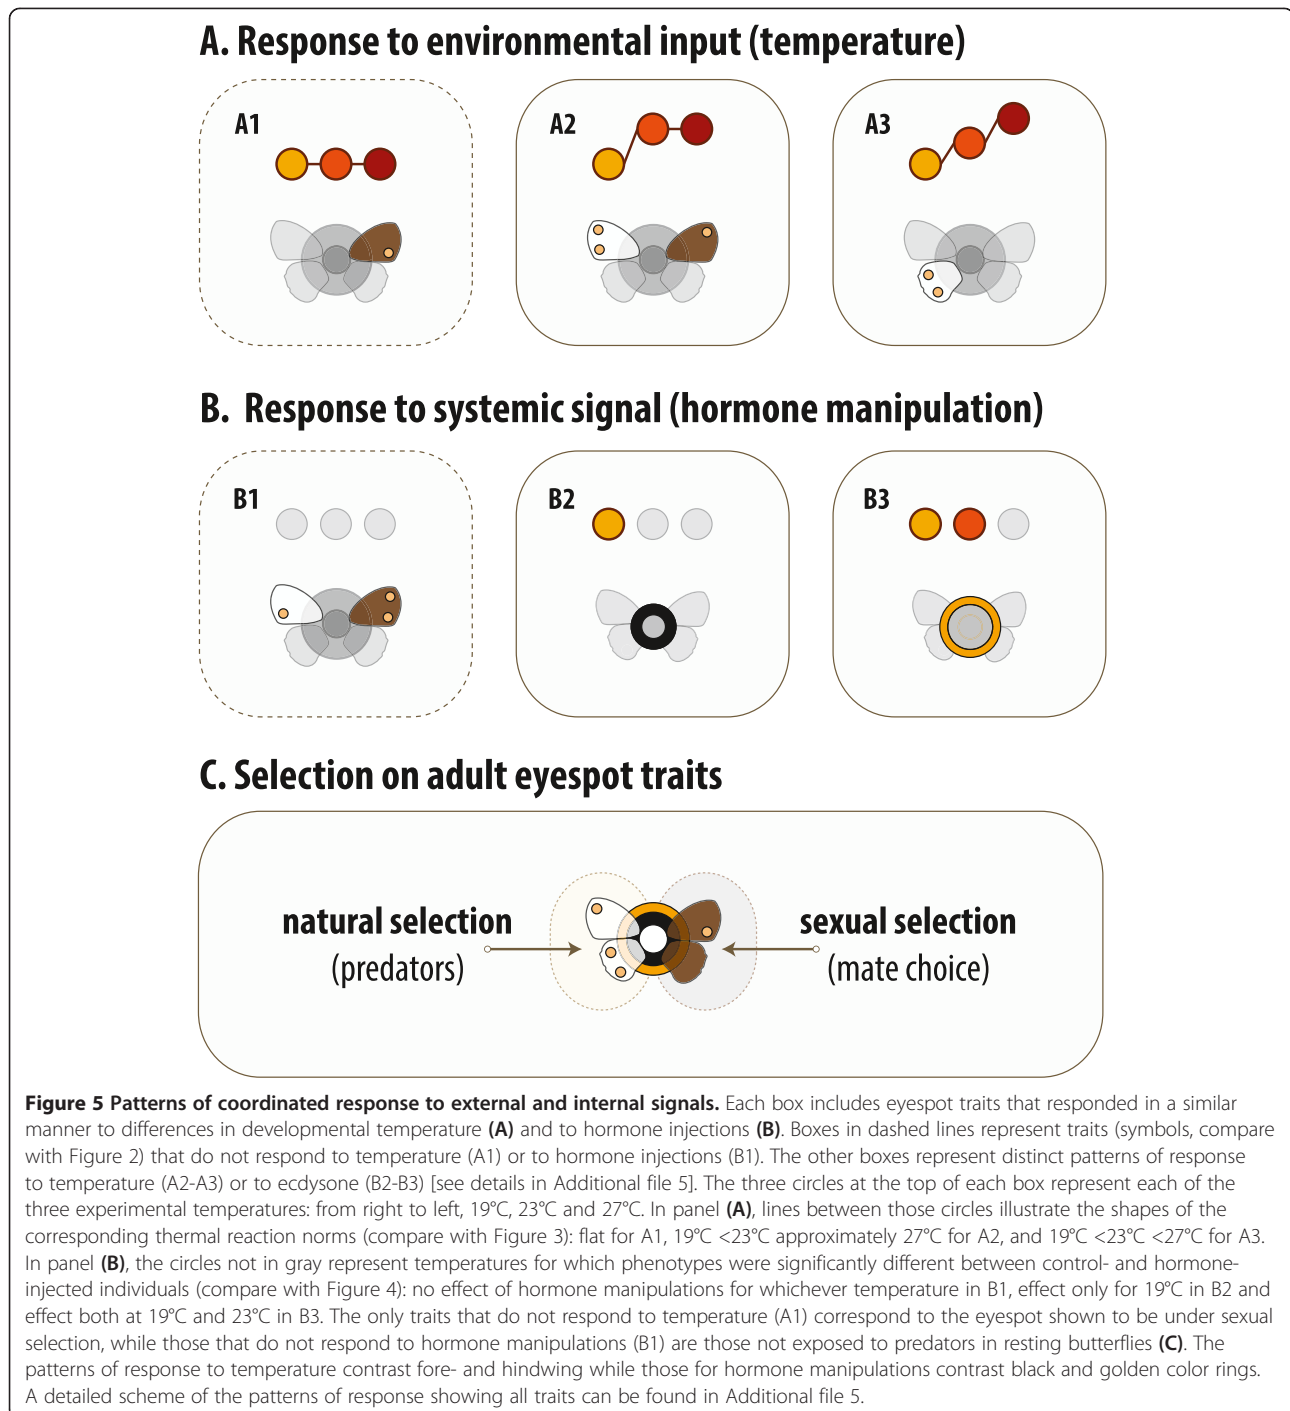 A. Response to environmental input (temperature)
A1
A2
A3
B. Response to systemic signal (hormone manipulation)
B1
B2
B3
C. Selection on adult eyespot traits
natural selection
(predators)
sexual selection
(mate choice)
Figure 5 Patterns of coordinated response to external and internal signals. Each box includes eyespot traits that responded in a similar
manner to differences in developmental temperature (A) and to hormone injections (B). Boxes in dashed lines represent traits (symbols, compare
with Figure 2) that do not respond to temperature (A1) or to hormone injections (B1). The other boxes represent distinct patterns of response
to temperature (A2-A3) or to ecdysone (B2-B3) [see details in Additional file 5]. The three circles at the top of each box represent each of the
three experimental temperatures: from right to left, 19°C, 23°C and 27°C. In panel (A), lines between those circles illustrate the shapes of the
corresponding thermal reaction norms (compare with Figure 3): flat for A1, 19°C <23°C approximately 27°C for A2, and 19°C <23°C <27°C for A3.
In panel (B), the circles not in gray represent temperatures for which phenotypes were significantly different between control- and hormone-
injected individuals (compare with Figure 4): no effect of hormone manipulations for whichever temperature in B1, effect only for 19°C in B2 and
effect both at 19°C and 23°C in B3. The only traits that do not respond to temperature (A1) correspond to the eyespot shown to be under sexual
selection, while those that do not respond to hormone manipulations (B1) are those not exposed to predators in resting butterflies (C). The
patterns of response to temperature contrast fore- and hindwing while those for hormone manipulations contrast black and golden color rings.
A detailed scheme of the patterns of response showing all traits can be found in Additional file 5.